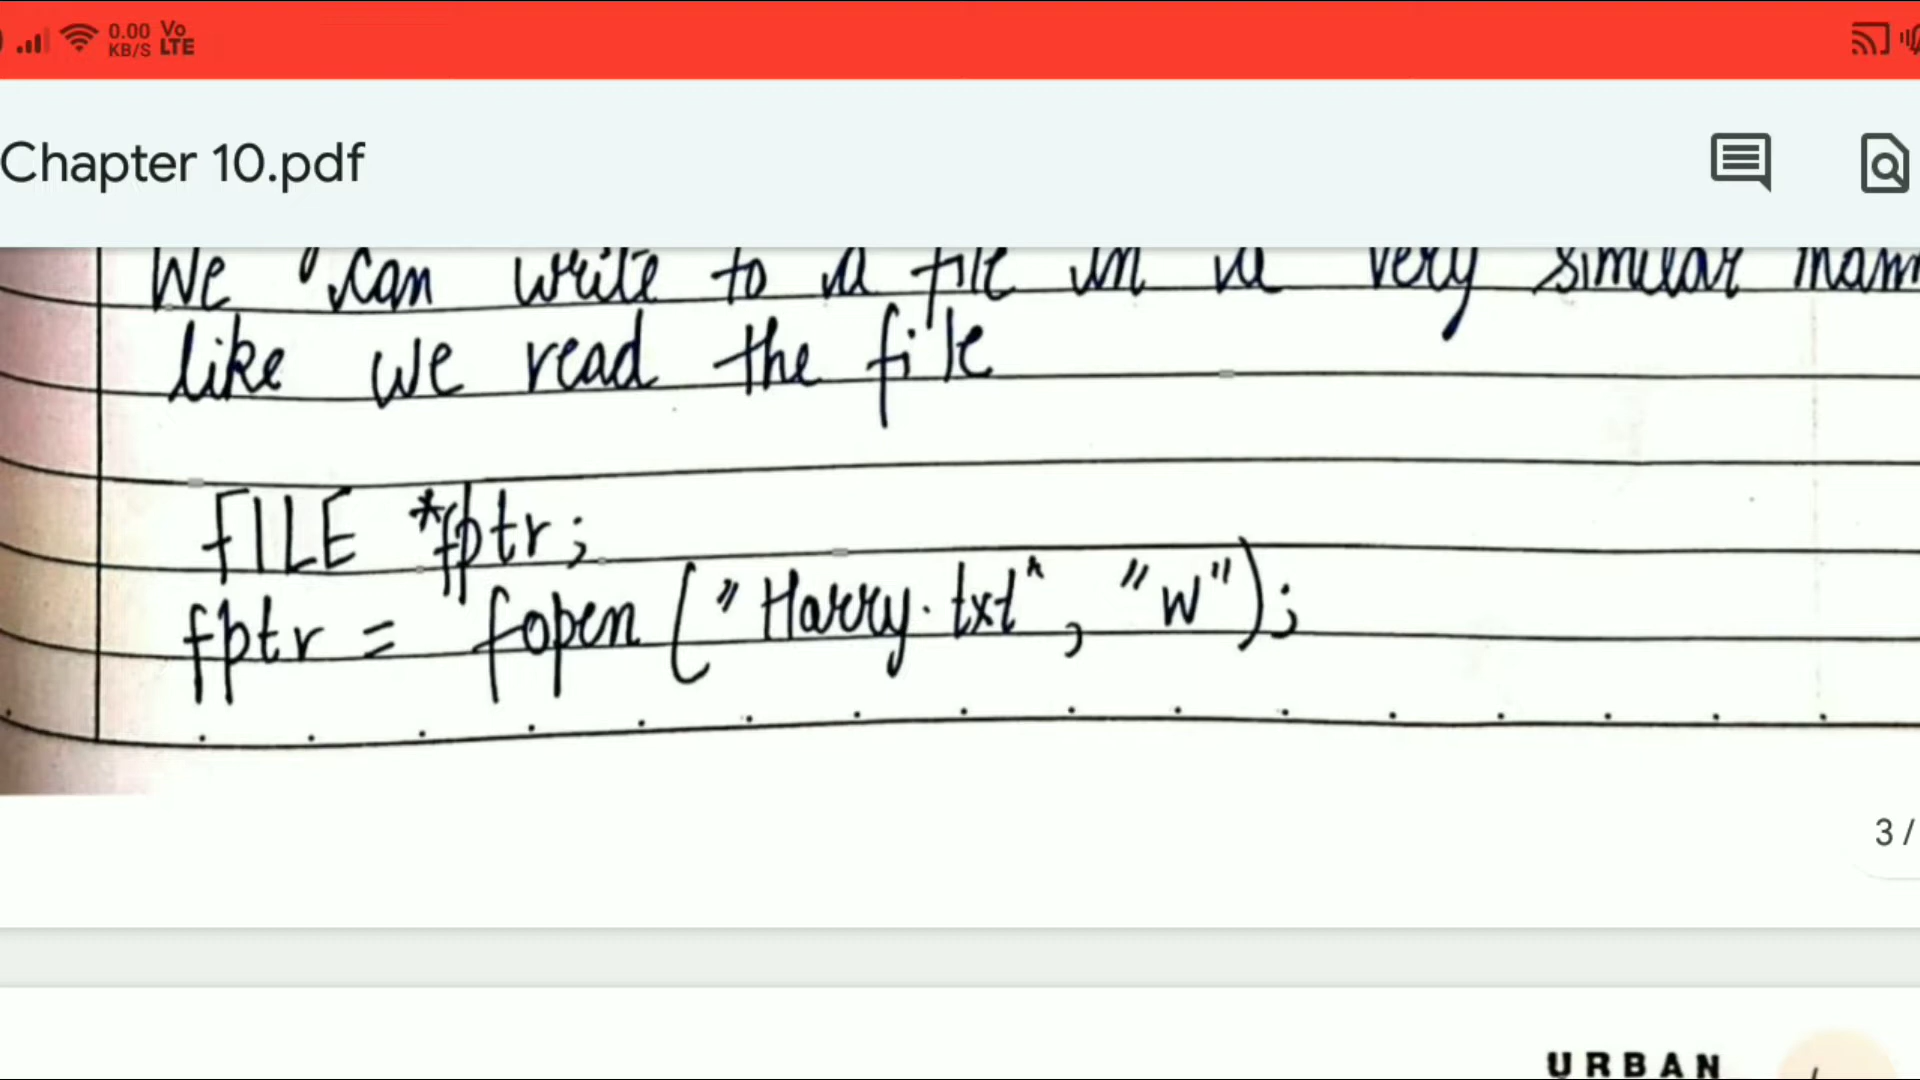 0.00 Vo
KB/S LTE
Chapter 10.pdf
We can write to a file in a very similar
like we read the file
FILE *fptr;
fptr = fopen ("Harry.txt", "w");
3 /
URBAN